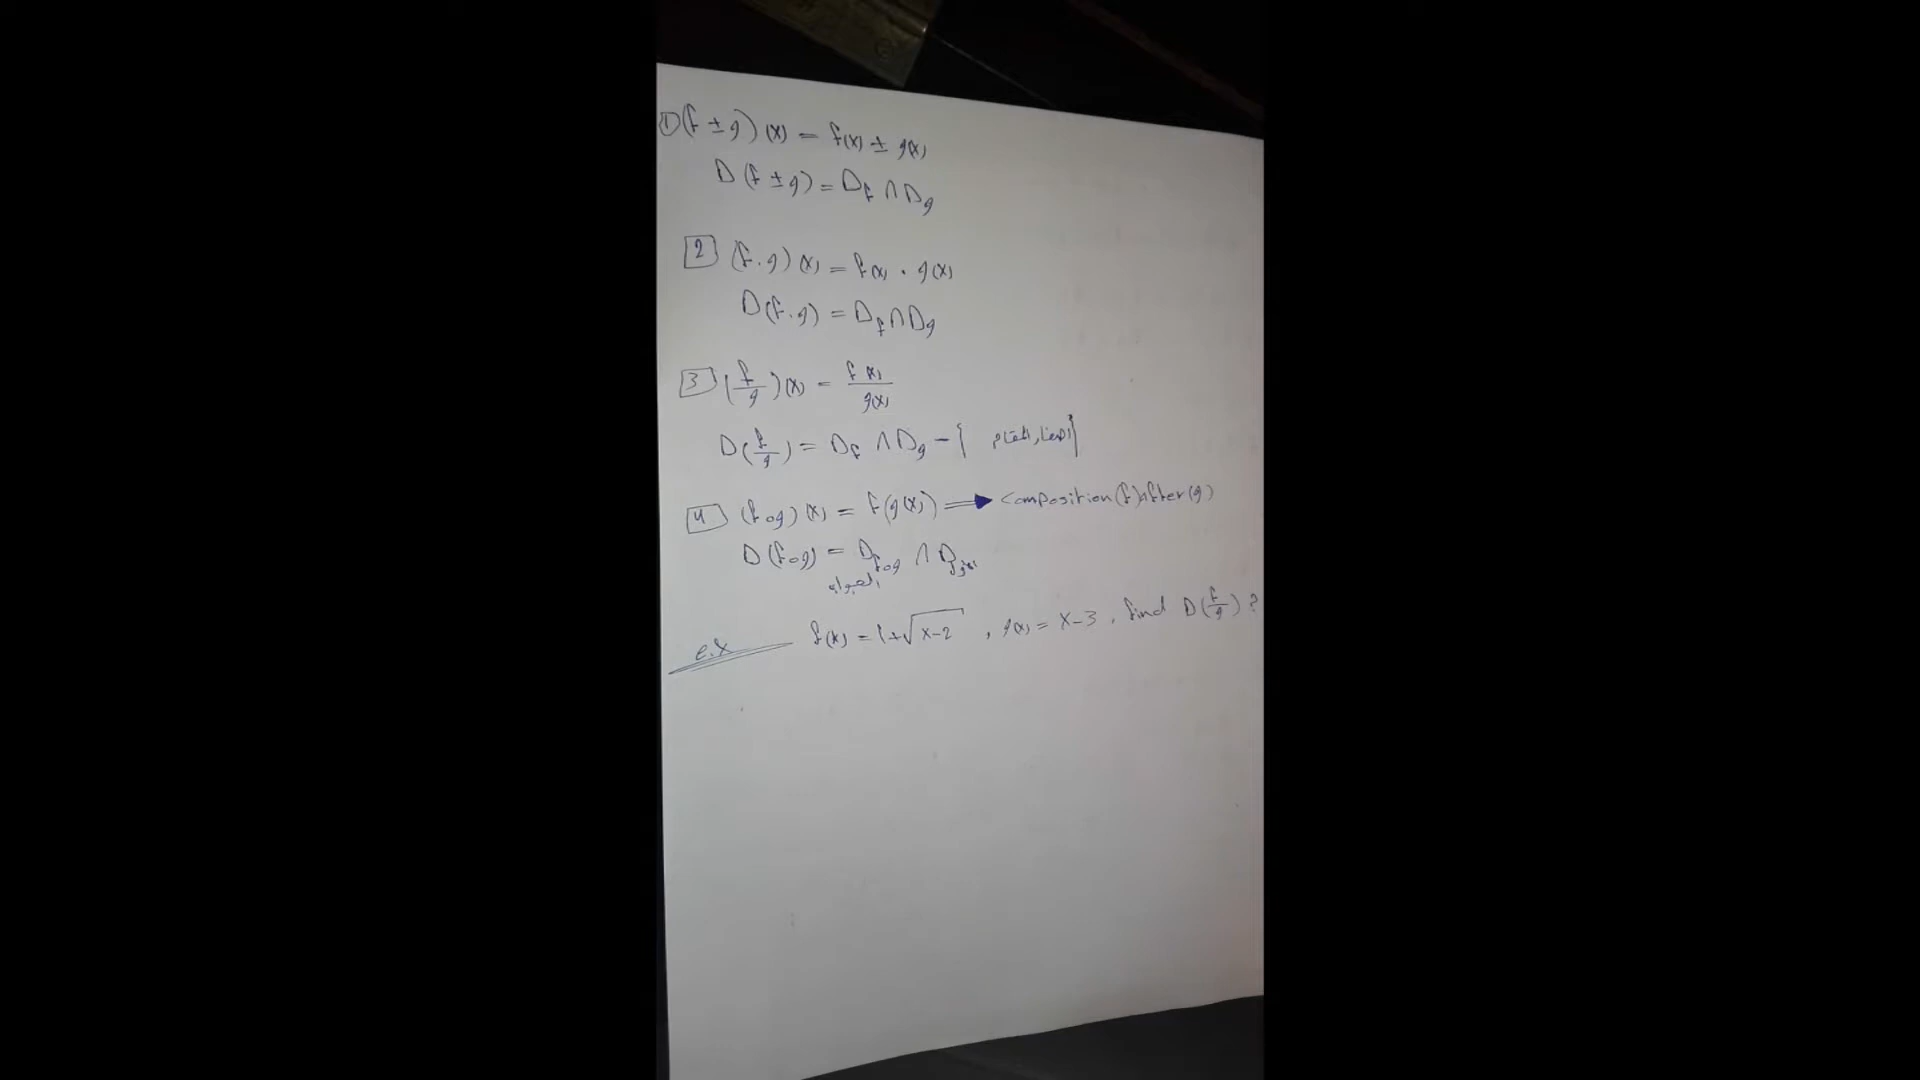 ① (f ± g)(x) = f(x) ± g(x)
D(f ± g) = D_f ∩ D_g
2 (f . g)(x) = f(x) . g(x)
D(f . g) = D_f ∩ D_g
3 (f/g)(x) = f(x)/g(x)
D(f/g) = D_f ∩ D_g - { أصفار المقام }
4 (fog)(x) = f(g(x)) ⇒ Composition (f) After (g)
D(fog) = D_fog ∩ D
e.x f(x) = 1+√x-2 , g(x) = x-3 , find D(f/g) ?